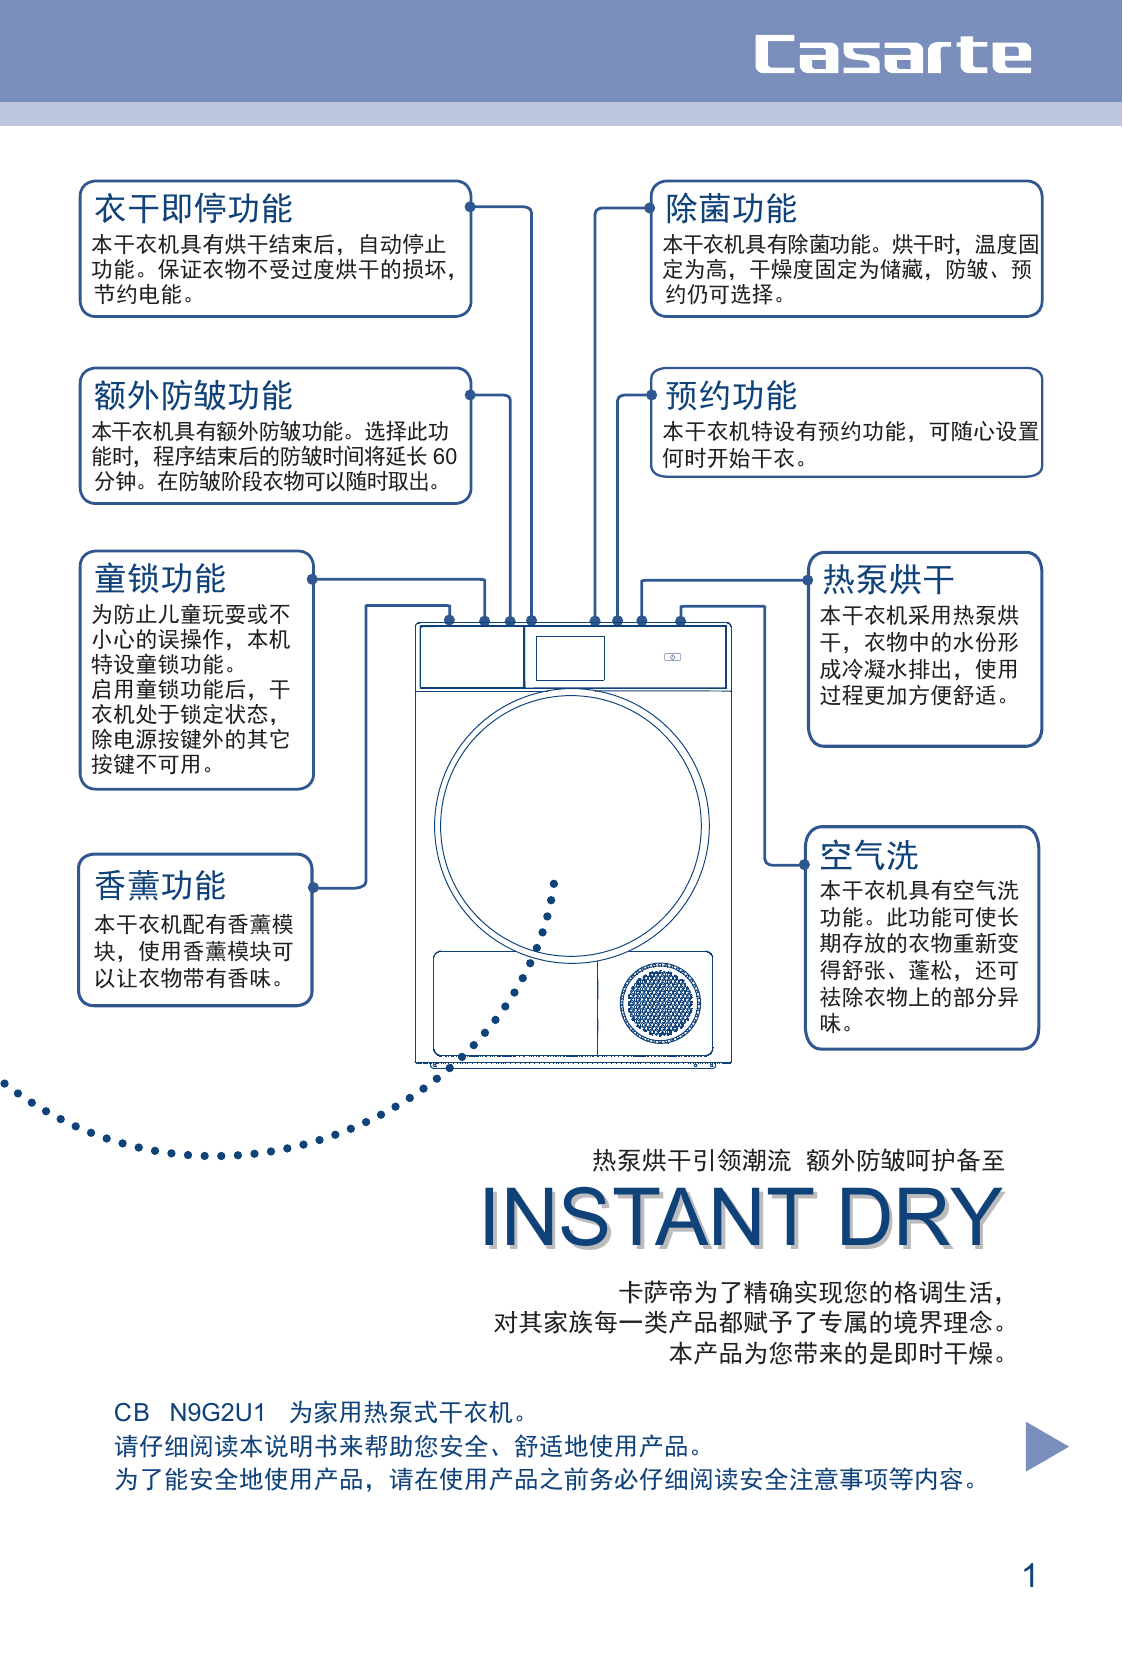 Casarte
衣干即停功能
本干衣机具有烘干结束后，自动停止
功能。保证衣物不受过度烘干的损坏，
节约电能。
除菌功能
本干衣机具有除菌功能。烘干时，温度固
定为高，干燥度固定为储藏，防皱、预
约仍可选择。
额外防皱功能
本干衣机具有额外防皱功能。选择此功
能时，程序结束后的防皱时间将延长 60
分钟。在防皱阶段衣物可以随时取出。
预约功能
本干衣机特设有预约功能，可随心设置
何时开始干衣。
童锁功能
为防止儿童玩耍或不
小心的误操作，本机
特设童锁功能。
启用童锁功能后，干
衣机处于锁定状态，
除电源按键外的其它
按键不可用。
热泵烘干
本干衣机采用热泵烘
干，衣物中的水份形
成冷凝水排出，使用
过程更加方便舒适。
香薰功能
本干衣机配有香薰模
块，使用香薰模块可
以让衣物带有香味。
空气洗
本干衣机具有空气洗
功能。此功能可使长
期存放的衣物重新变
得舒张、蓬松，还可
祛除衣物上的部分异
味。
热泵烘干引领潮流 额外防皱呵护备至
INSTANT DRY
卡萨帝为了精确实现您的格调生活，
对其家族每一类产品都赋予了专属的境界理念。
本产品为您带来的是即时干燥。
CB N9G2U1 为家用热泵式干衣机。
请仔细阅读本说明书来帮助您安全、舒适地使用产品。
为了能安全地使用产品，请在使用产品之前务必仔细阅读安全注意事项等内容。
1